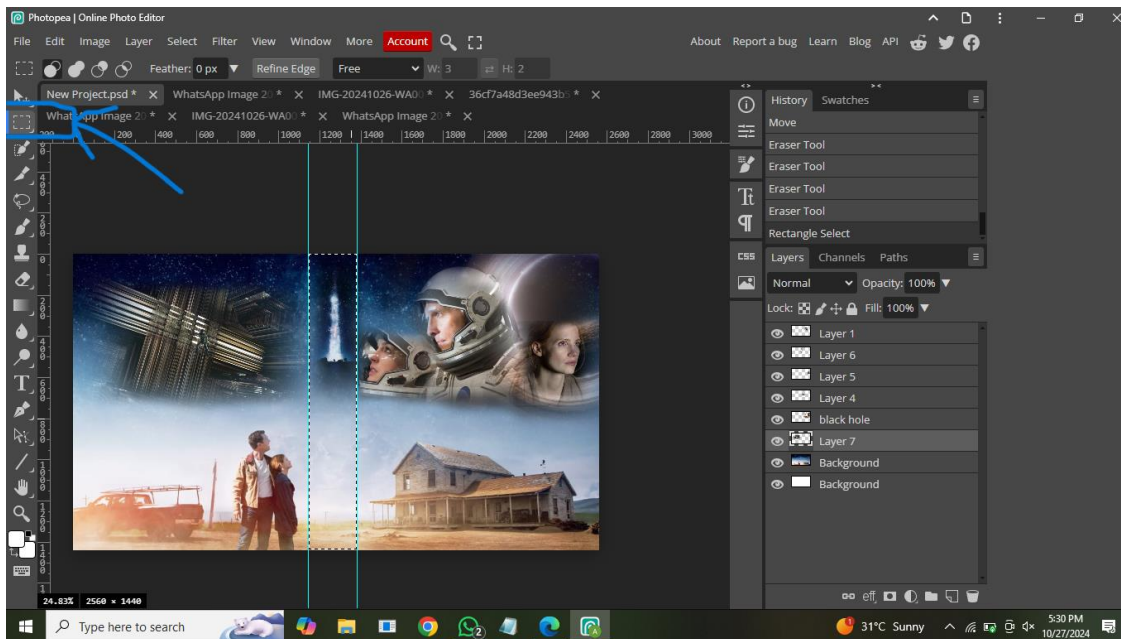 Photopea | Online Photo Editor
File Edit Image Layer Select Filter View Window More Account About Report a bug Learn Blog API
Feather: 0 px Refine Edge Free W: 3 H: 2
New Project.psd * WhatsApp Image 20 * IMG-20241026-WA00 * 36cf7a48d3ee943b5 *
WhatsApp Image 20 * IMG-20241026-WA00 * WhatsApp Image 20 *
200 400 600 800 1000 1200 1400 1600 1800 2000 2200 2400 2600 2800 3000
History Swatches
Move
Eraser Tool
Eraser Tool
Eraser Tool
Eraser Tool
Rectangle Select
CSS
Layers Channels Paths
Normal Opacity: 100%
Lock: Fill: 100%
Layer 1
Layer 6
Layer 5
Layer 4
black hole
Layer 7
Background
Background
eff
24.83% 2560 × 1440
Type here to search
2
31°C Sunny
5:30 PM
10/27/2024